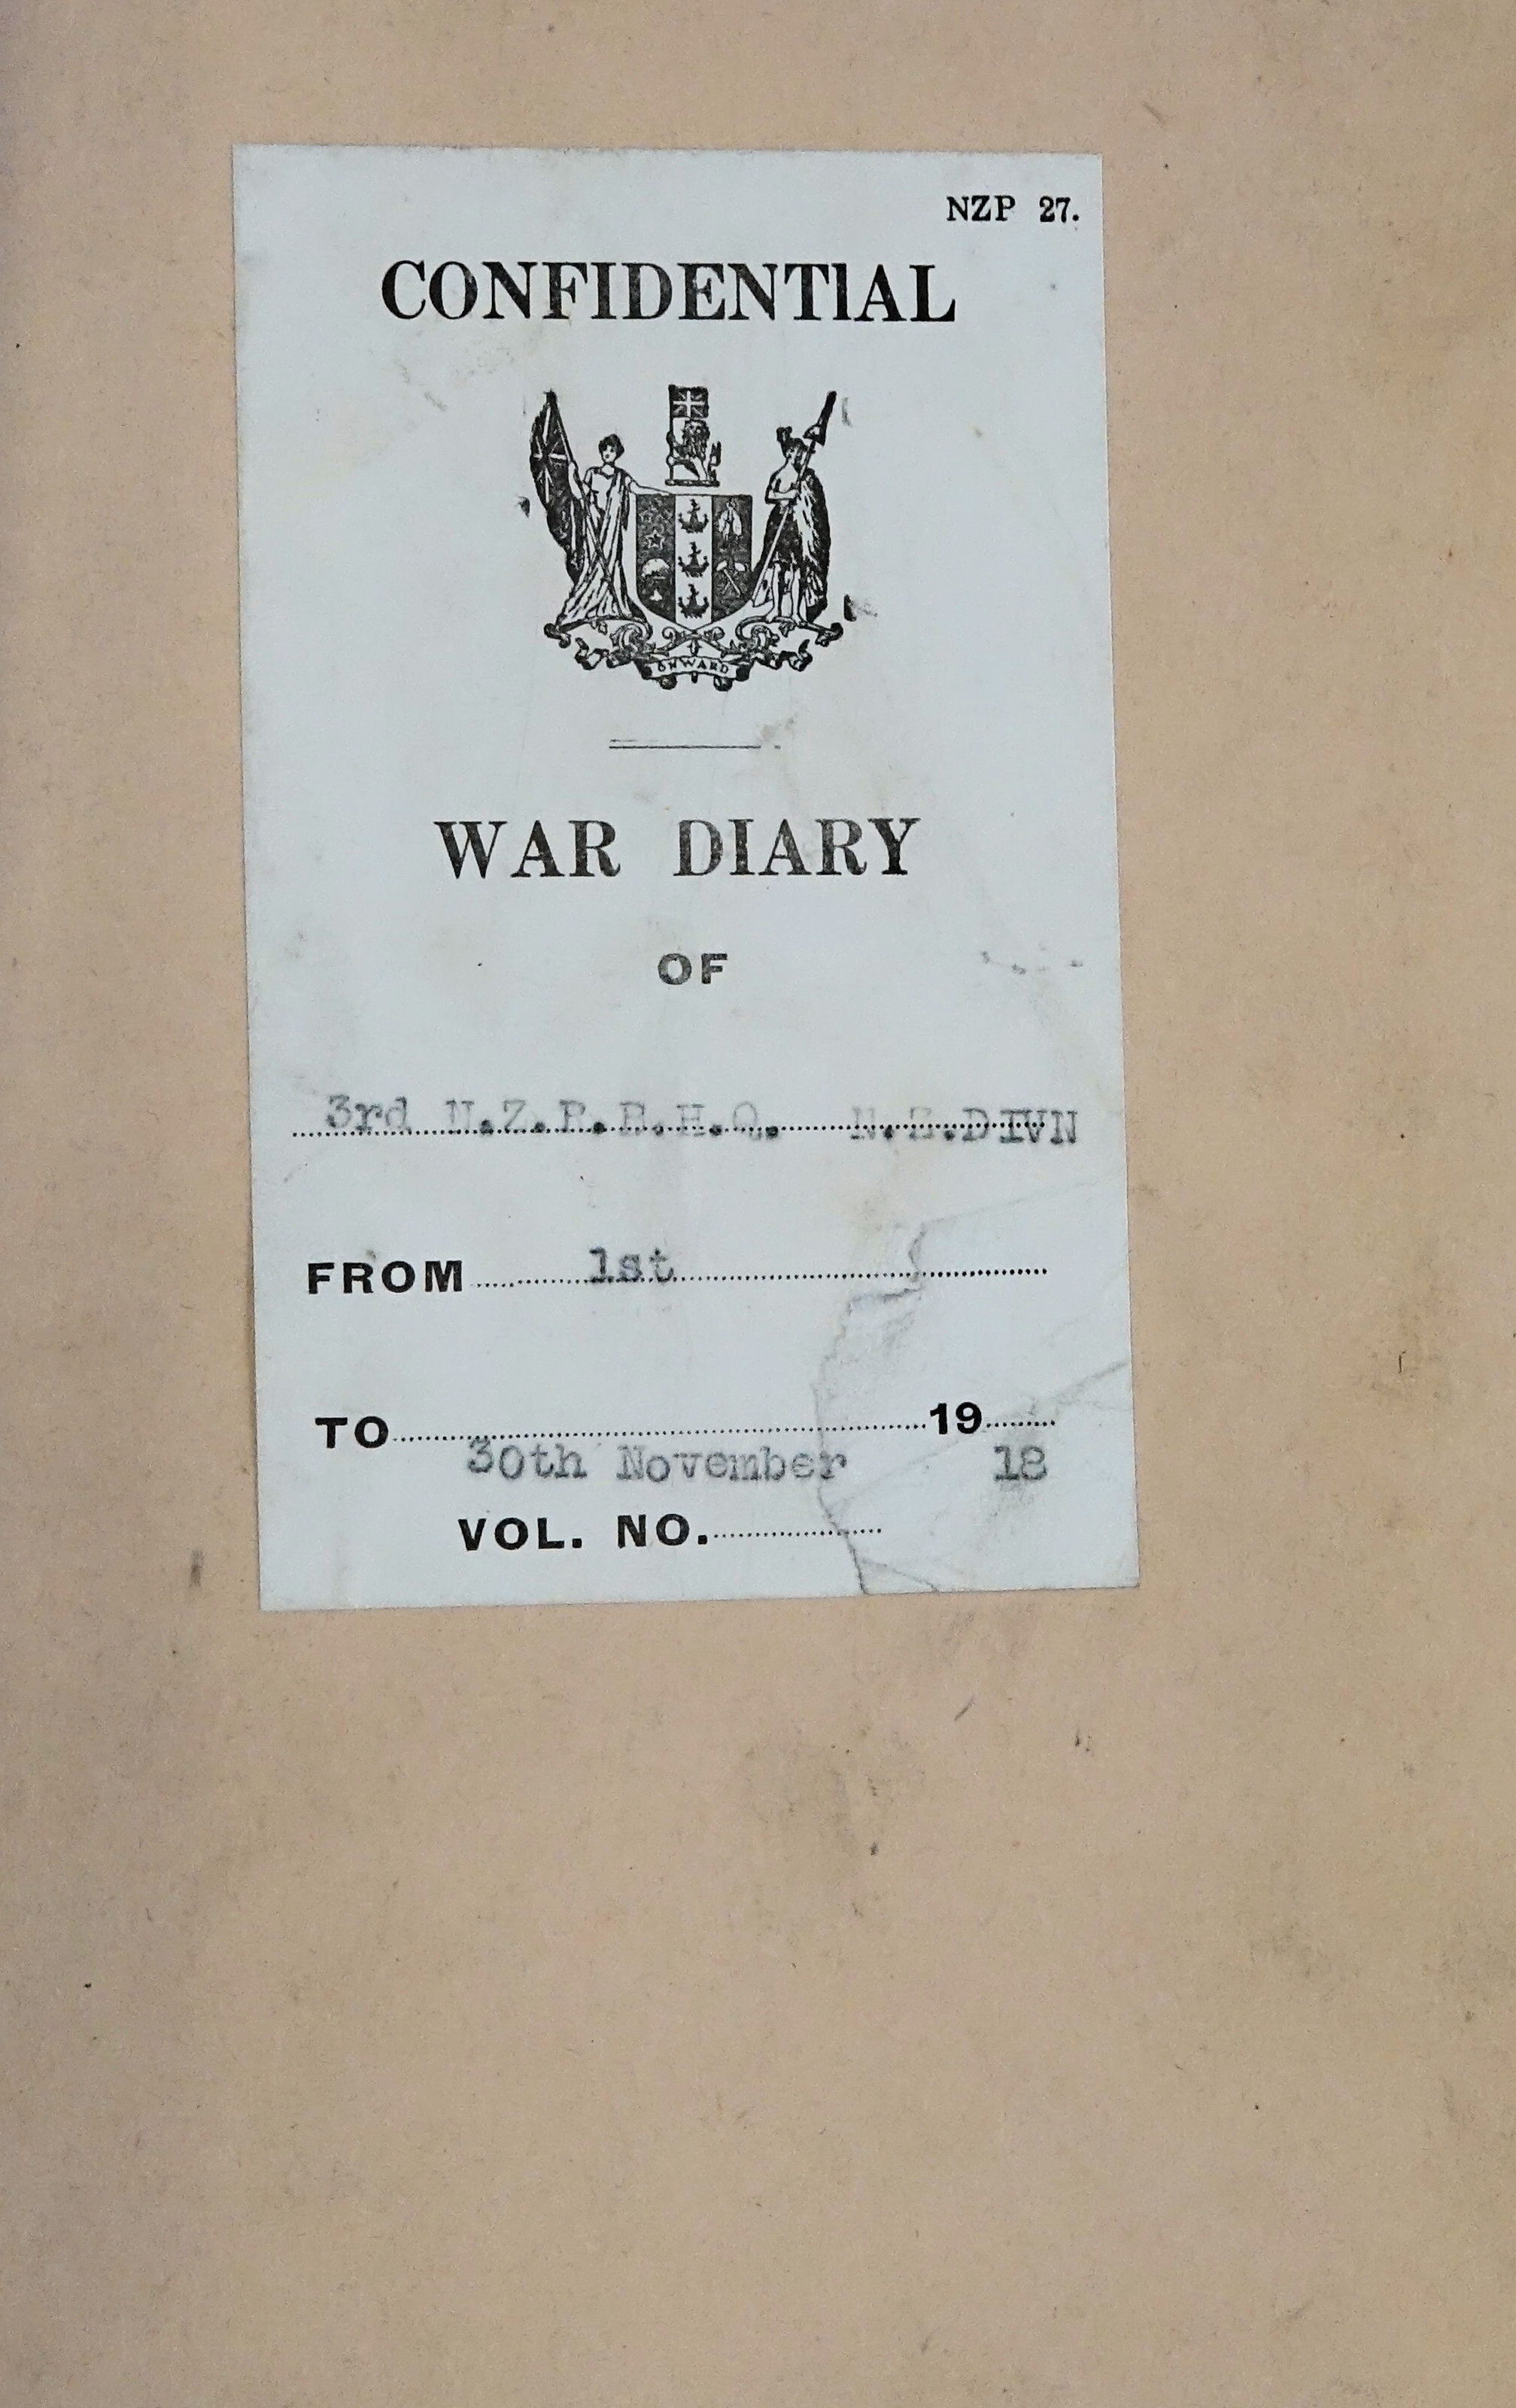 NZP 27.
CONFIDENTIAL
ONWARD
WAR DIARY
OF
3rd N.Z.R.B.H.Q. N.Z.DIVN
FROM 1st
TO 19
30th November 18
VOL. NO.